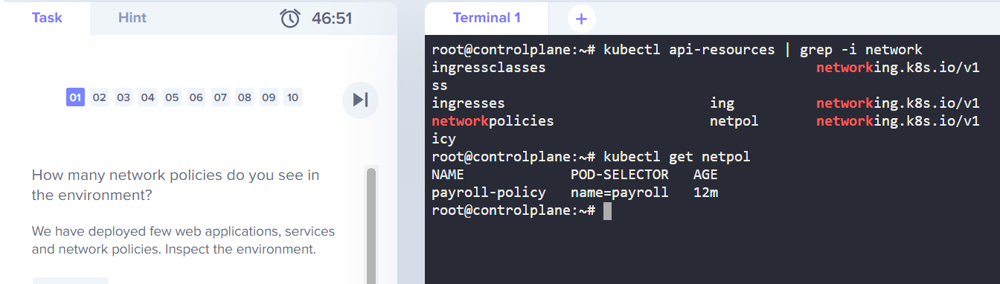 Task
Hint
46:51
01 02 03 04 05 06 07 08 09 10
How many network policies do you see in
the environment?
We have deployed few web applications, services
and network policies. Inspect the environment.
Terminal 1
+
root@controlplane:~# kubectl api-resources | grep -i network
ingressclasses networking.k8s.io/v1
ss
ingresses ing networking.k8s.io/v1
networkpolicies netpol networking.k8s.io/v1
icy
root@controlplane:~# kubectl get netpol
NAME POD-SELECTOR AGE
payroll-policy name=payroll 12m
root@controlplane:~#